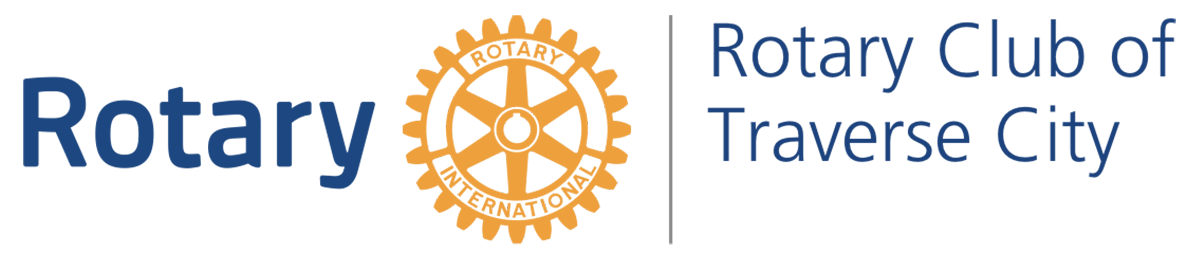 Rotary
ROTARY
INTERNATIONAL
Rotary Club of
Traverse City